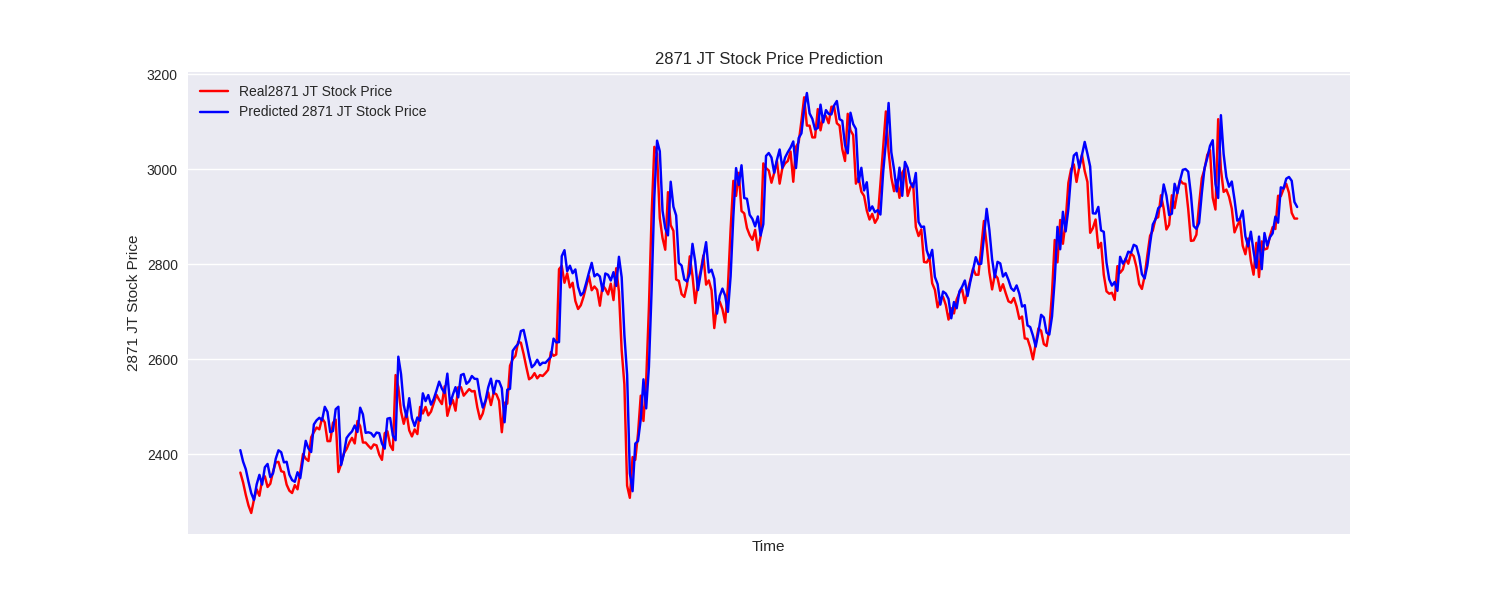 2871 JT Stock Price Prediction
3200
3000
2800
2600
2400
2871 JT Stock Price
Real2871 JT Stock Price
Predicted 2871 JT Stock Price
Time